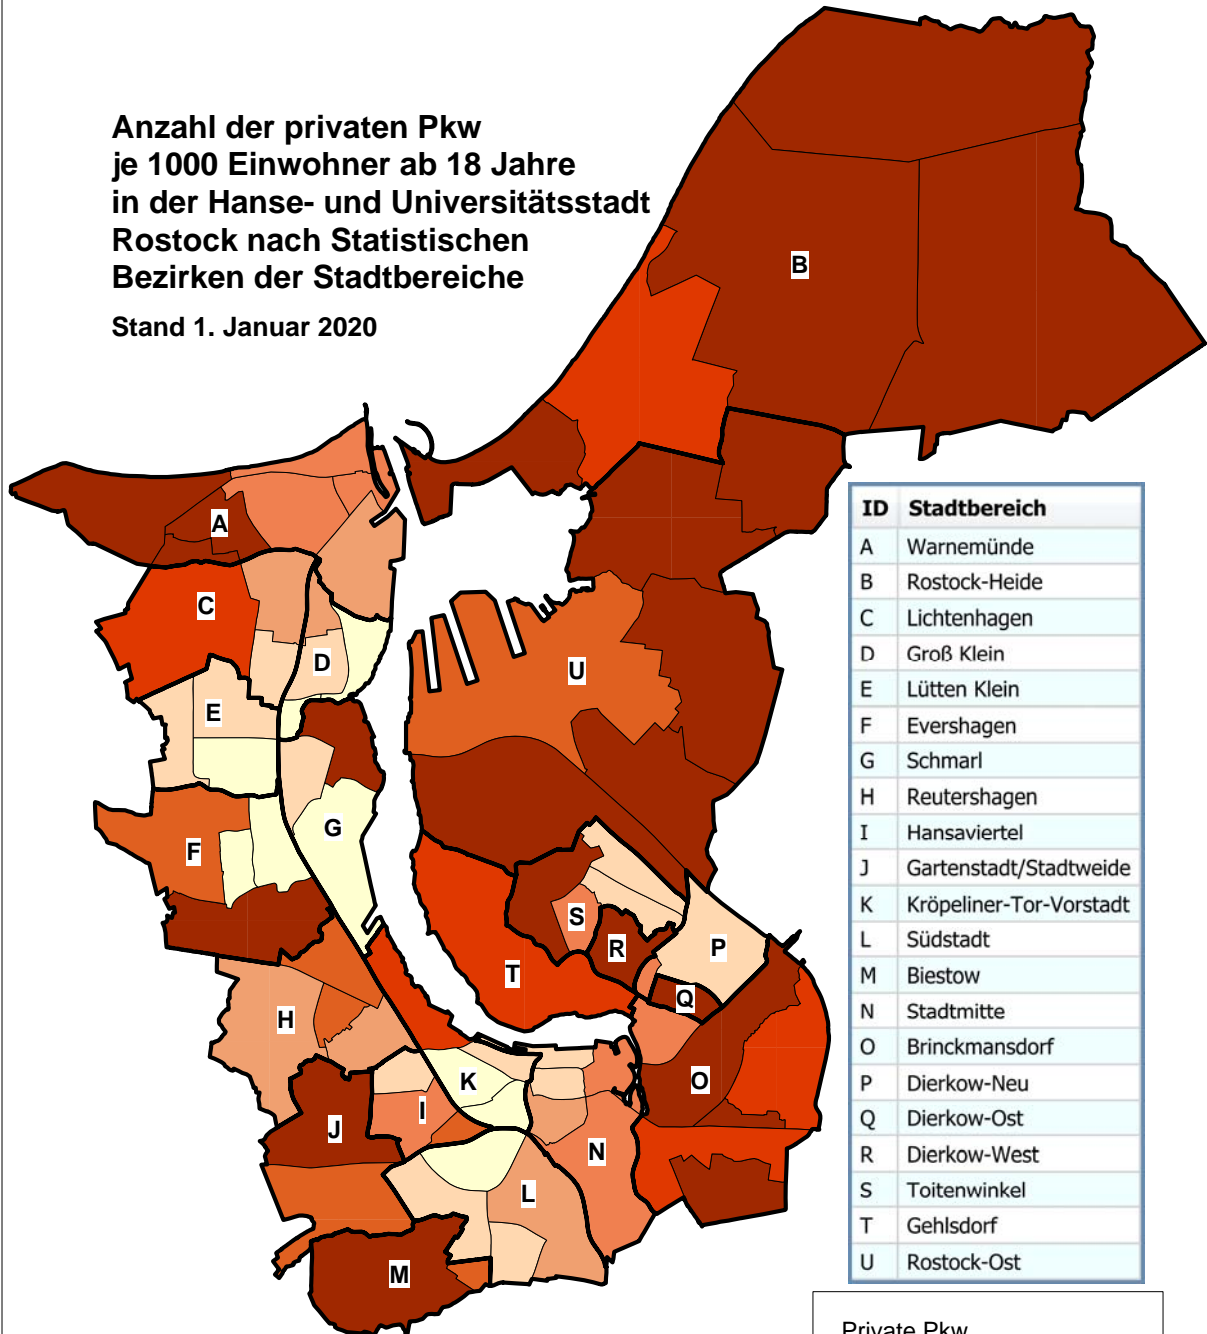 Anzahl der privaten Pkw
je 1000 Einwohner ab 18 Jahre
in der Hanse- und Universitätsstadt
Rostock nach Statistischen
Bezirken der Stadtbereiche
Stand 1. Januar 2020
B
A
C
D
U
E
G
F
S
R
P
T
Q
H
K
O
I
J
N
L
M
ID Stadtbereich
A Warnemünde
B Rostock-Heide
C Lichtenhagen
D Groß Klein
E Lütten Klein
F Evershagen
G Schmarl
H Reutershagen
I Hansaviertel
J Gartenstadt/Stadtweide
K Kröpeliner-Tor-Vorstadt
L Südstadt
M Biestow
N Stadtmitte
O Brinckmansdorf
P Dierkow-Neu
Q Dierkow-Ost
R Dierkow-West
S Toitenwinkel
T Gehlsdorf
U Rostock-Ost
Private Pkw